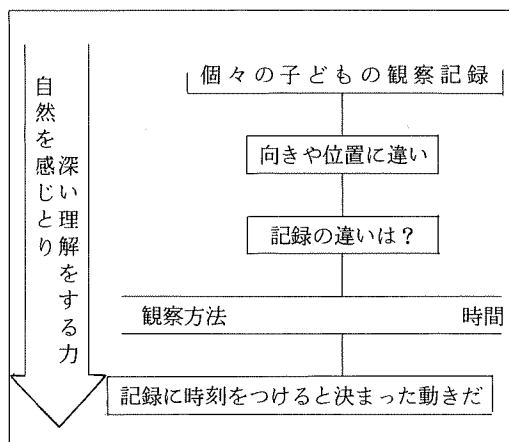 自然を感じとり
深い理解をする力
個々の子どもの観察記録
向きや位置に違い
記録の違いは？
観察方法 時間
記録に時刻をつけると決まった動きだ